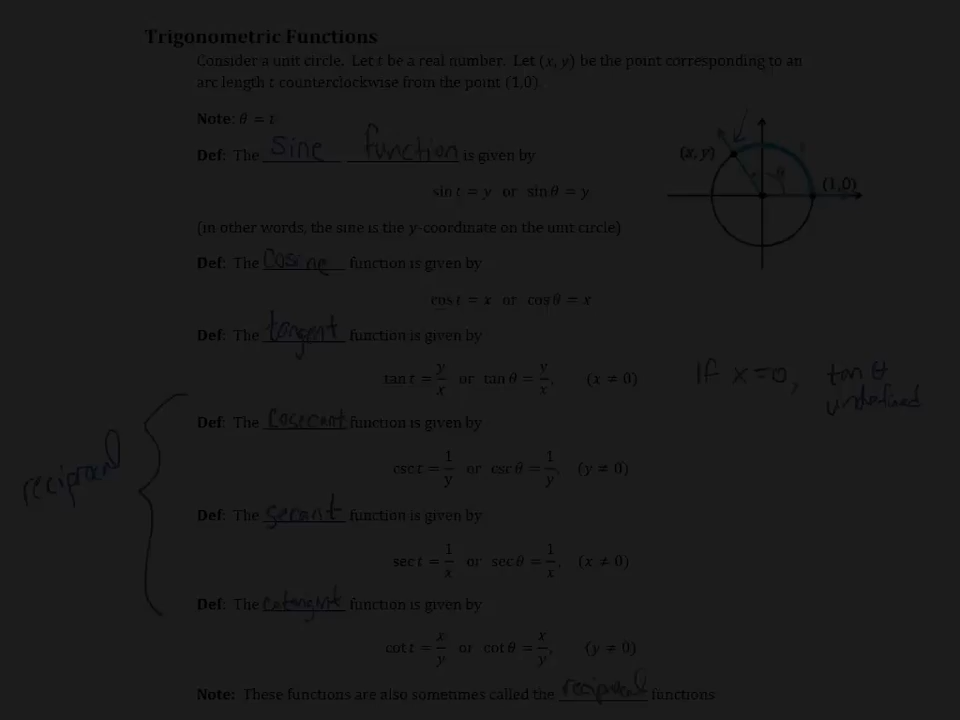 Trigonometric Functions
Consider a unit circle. Let t be a real number. Let (x, y) be the point corresponding to an
arc length t counterclockwise from the point (1,0).
Note: θ = t
Def: The sine function is given by
(x, y)
θ
(1,0)
sin t = y or sin θ = y
(in other words, the sine is the y-coordinate on the unit circle)
Def: The Cosine function is given by
cos t = x or cos θ = x
Def: The tangent function is given by
tan t = y/x or tan θ = y/x, (x ≠ 0) If x=0, tan θ
undefined
Def: The Cosecant function is given by
csc t = 1/y or csc θ = 1/y, (y ≠ 0)
reciprocal
Def: The secant function is given by
sec t = 1/x or sec θ = 1/x, (x ≠ 0)
Def: The cotangent function is given by
cot t = x/y or cot θ = x/y, (y ≠ 0)
Note: These functions are also sometimes called the reciprocal functions